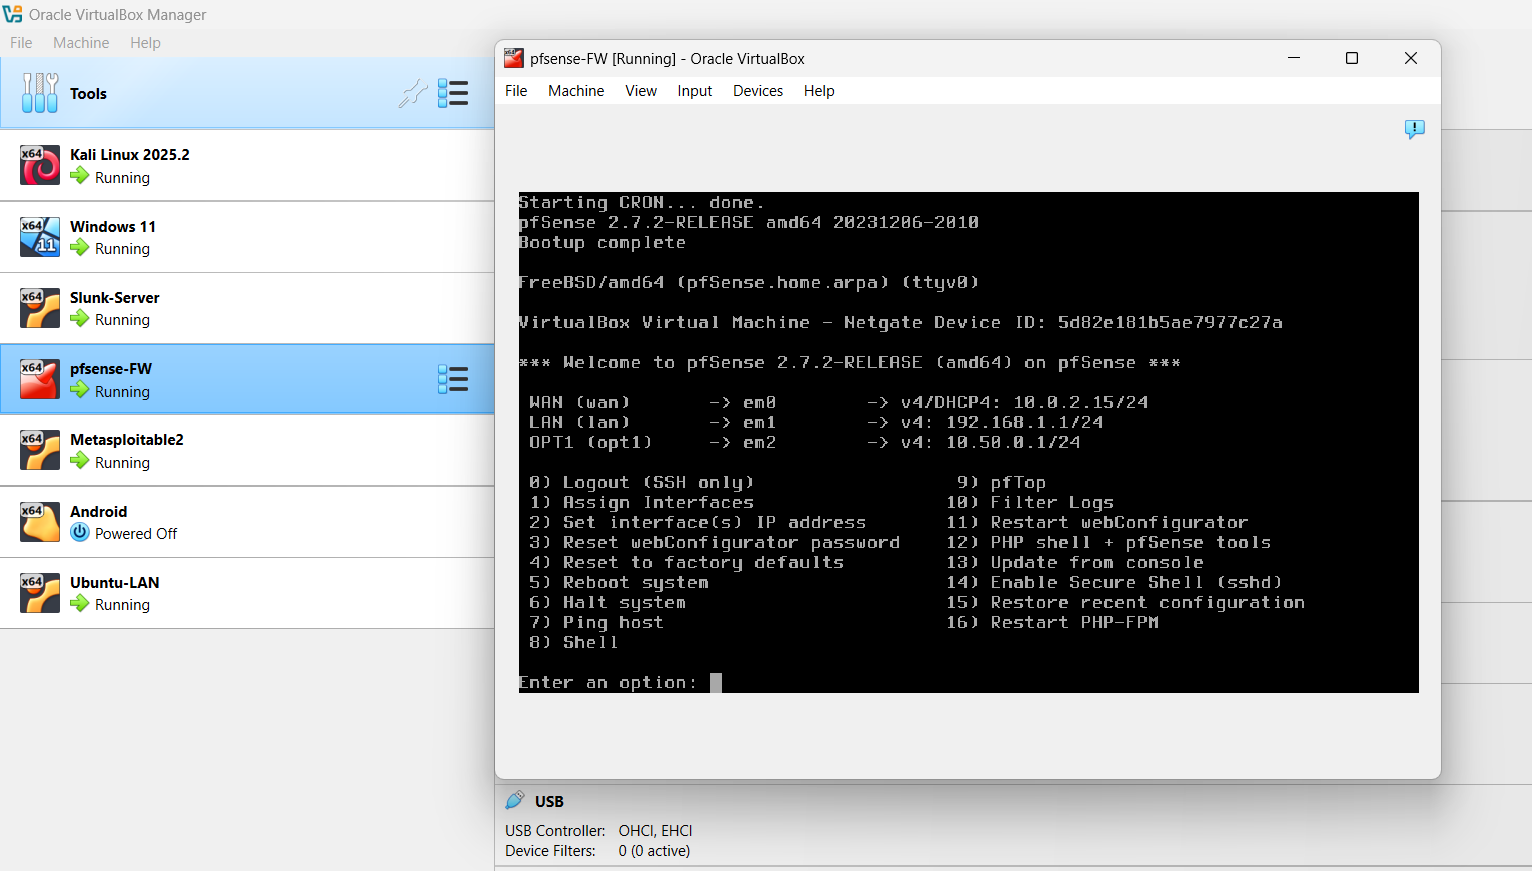 Oracle VirtualBox Manager
File Machine Help
Tools
x64 Kali Linux 2025.2
Running
x64 11 Windows 11
Running
x64 Slunk-Server
Running
x64 pfsense-FW
Running
x64 Metasploitable2
Running
x64 Android
Powered Off
x64 Ubuntu-LAN
Running
pfsense-FW [Running] - Oracle VirtualBox
File Machine View Input Devices Help
Starting CRON... done.
pfSense 2.7.2-RELEASE amd64 20231206-2010
Bootup complete
FreeBSD/amd64 (pfSense.home.arpa) (ttyv0)
VirtualBox Virtual Machine - Netgate Device ID: 5d82e181b5ae7977c27a
*** Welcome to pfSense 2.7.2-RELEASE (amd64) on pfSense ***
WAN (wan) -> em0 -> v4/DHCP4: 10.0.2.15/24
LAN (lan) -> em1 -> v4: 192.168.1.1/24
OPT1 (opt1) -> em2 -> v4: 10.50.0.1/24
0) Logout (SSH only) 9) pfTop
1) Assign Interfaces 10) Filter Logs
2) Set interface(s) IP address 11) Restart webConfigurator
3) Reset webConfigurator password 12) PHP shell + pfSense tools
4) Reset to factory defaults 13) Update from console
5) Reboot system 14) Enable Secure Shell (sshd)
6) Halt system 15) Restore recent configuration
7) Ping host 16) Restart PHP-FPM
8) Shell
Enter an option:
USB
USB Controller: OHCI, EHCI
Device Filters: 0 (0 active)